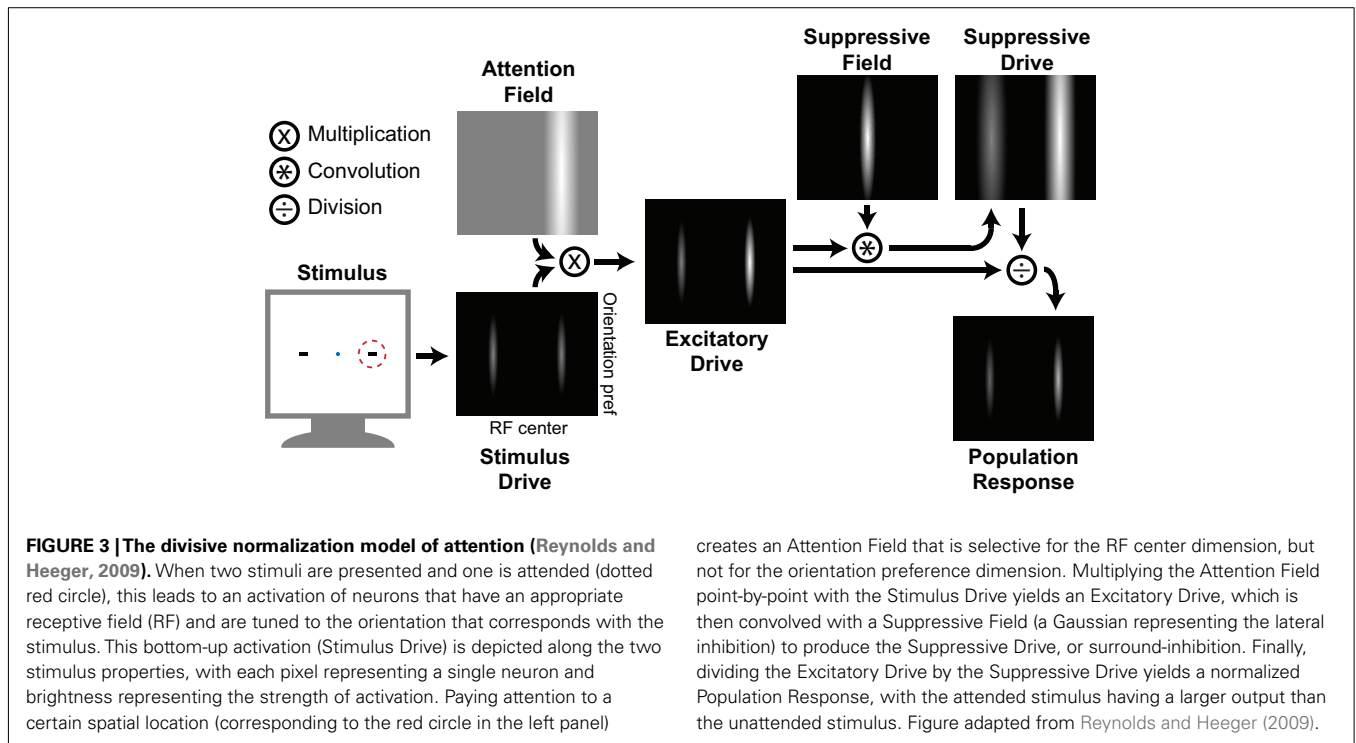 Attention
Field
Suppressive
Field
Suppressive
Drive
Multiplication
Convolution
Division
Stimulus
Orientation pref
RF center
Stimulus
Drive
Excitatory
Drive
Population
Response
FIGURE 3 | The divisive normalization model of attention (Reynolds and
Heeger, 2009). When two stimuli are presented and one is attended (dotted
red circle), this leads to an activation of neurons that have an appropriate
receptive field (RF) and are tuned to the orientation that corresponds with the
stimulus. This bottom-up activation (Stimulus Drive) is depicted along the two
stimulus properties, with each pixel representing a single neuron and
brightness representing the strength of activation. Paying attention to a
certain spatial location (corresponding to the red circle in the left panel)
creates an Attention Field that is selective for the RF center dimension, but
not for the orientation preference dimension. Multiplying the Attention Field
point-by-point with the Stimulus Drive yields an Excitatory Drive, which is
then convolved with a Suppressive Field (a Gaussian representing the lateral
inhibition) to produce the Suppressive Drive, or surround-inhibition. Finally,
dividing the Excitatory Drive by the Suppressive Drive yields a normalized
Population Response, with the attended stimulus having a larger output than
the unattended stimulus. Figure adapted from Reynolds and Heeger (2009).